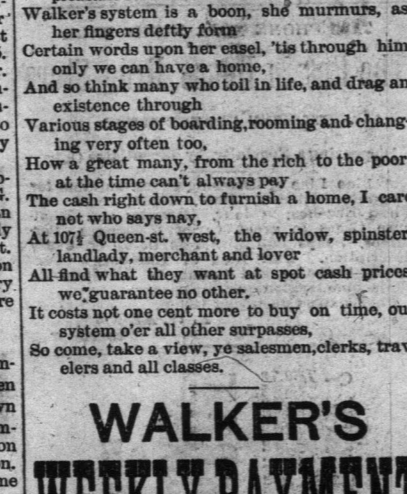 Walker's system is a boon, she murmurs, as
her fingers deftly form
Certain words upon her easel, 'tis through him
only we can have a home,
And so think many who toil in life, and drag an
existence through
Various stages of boarding, rooming and chang-
ing very often too,
How a great many, from the rich to the poor
at the time can't always pay
The cash right down to furnish a home, I care
not who says nay,
At 107½ Queen-st. west, the widow, spinster
landlady, merchant and lover
All find what they want at spot cash prices
we guarantee no other.
It costs not one cent more to buy on time, ou
system o'er all other surpasses,
So come, take a view, ye salesmen, clerks, trav
elers and all classes.
WALKER'S
WEEKLY PAYMENT